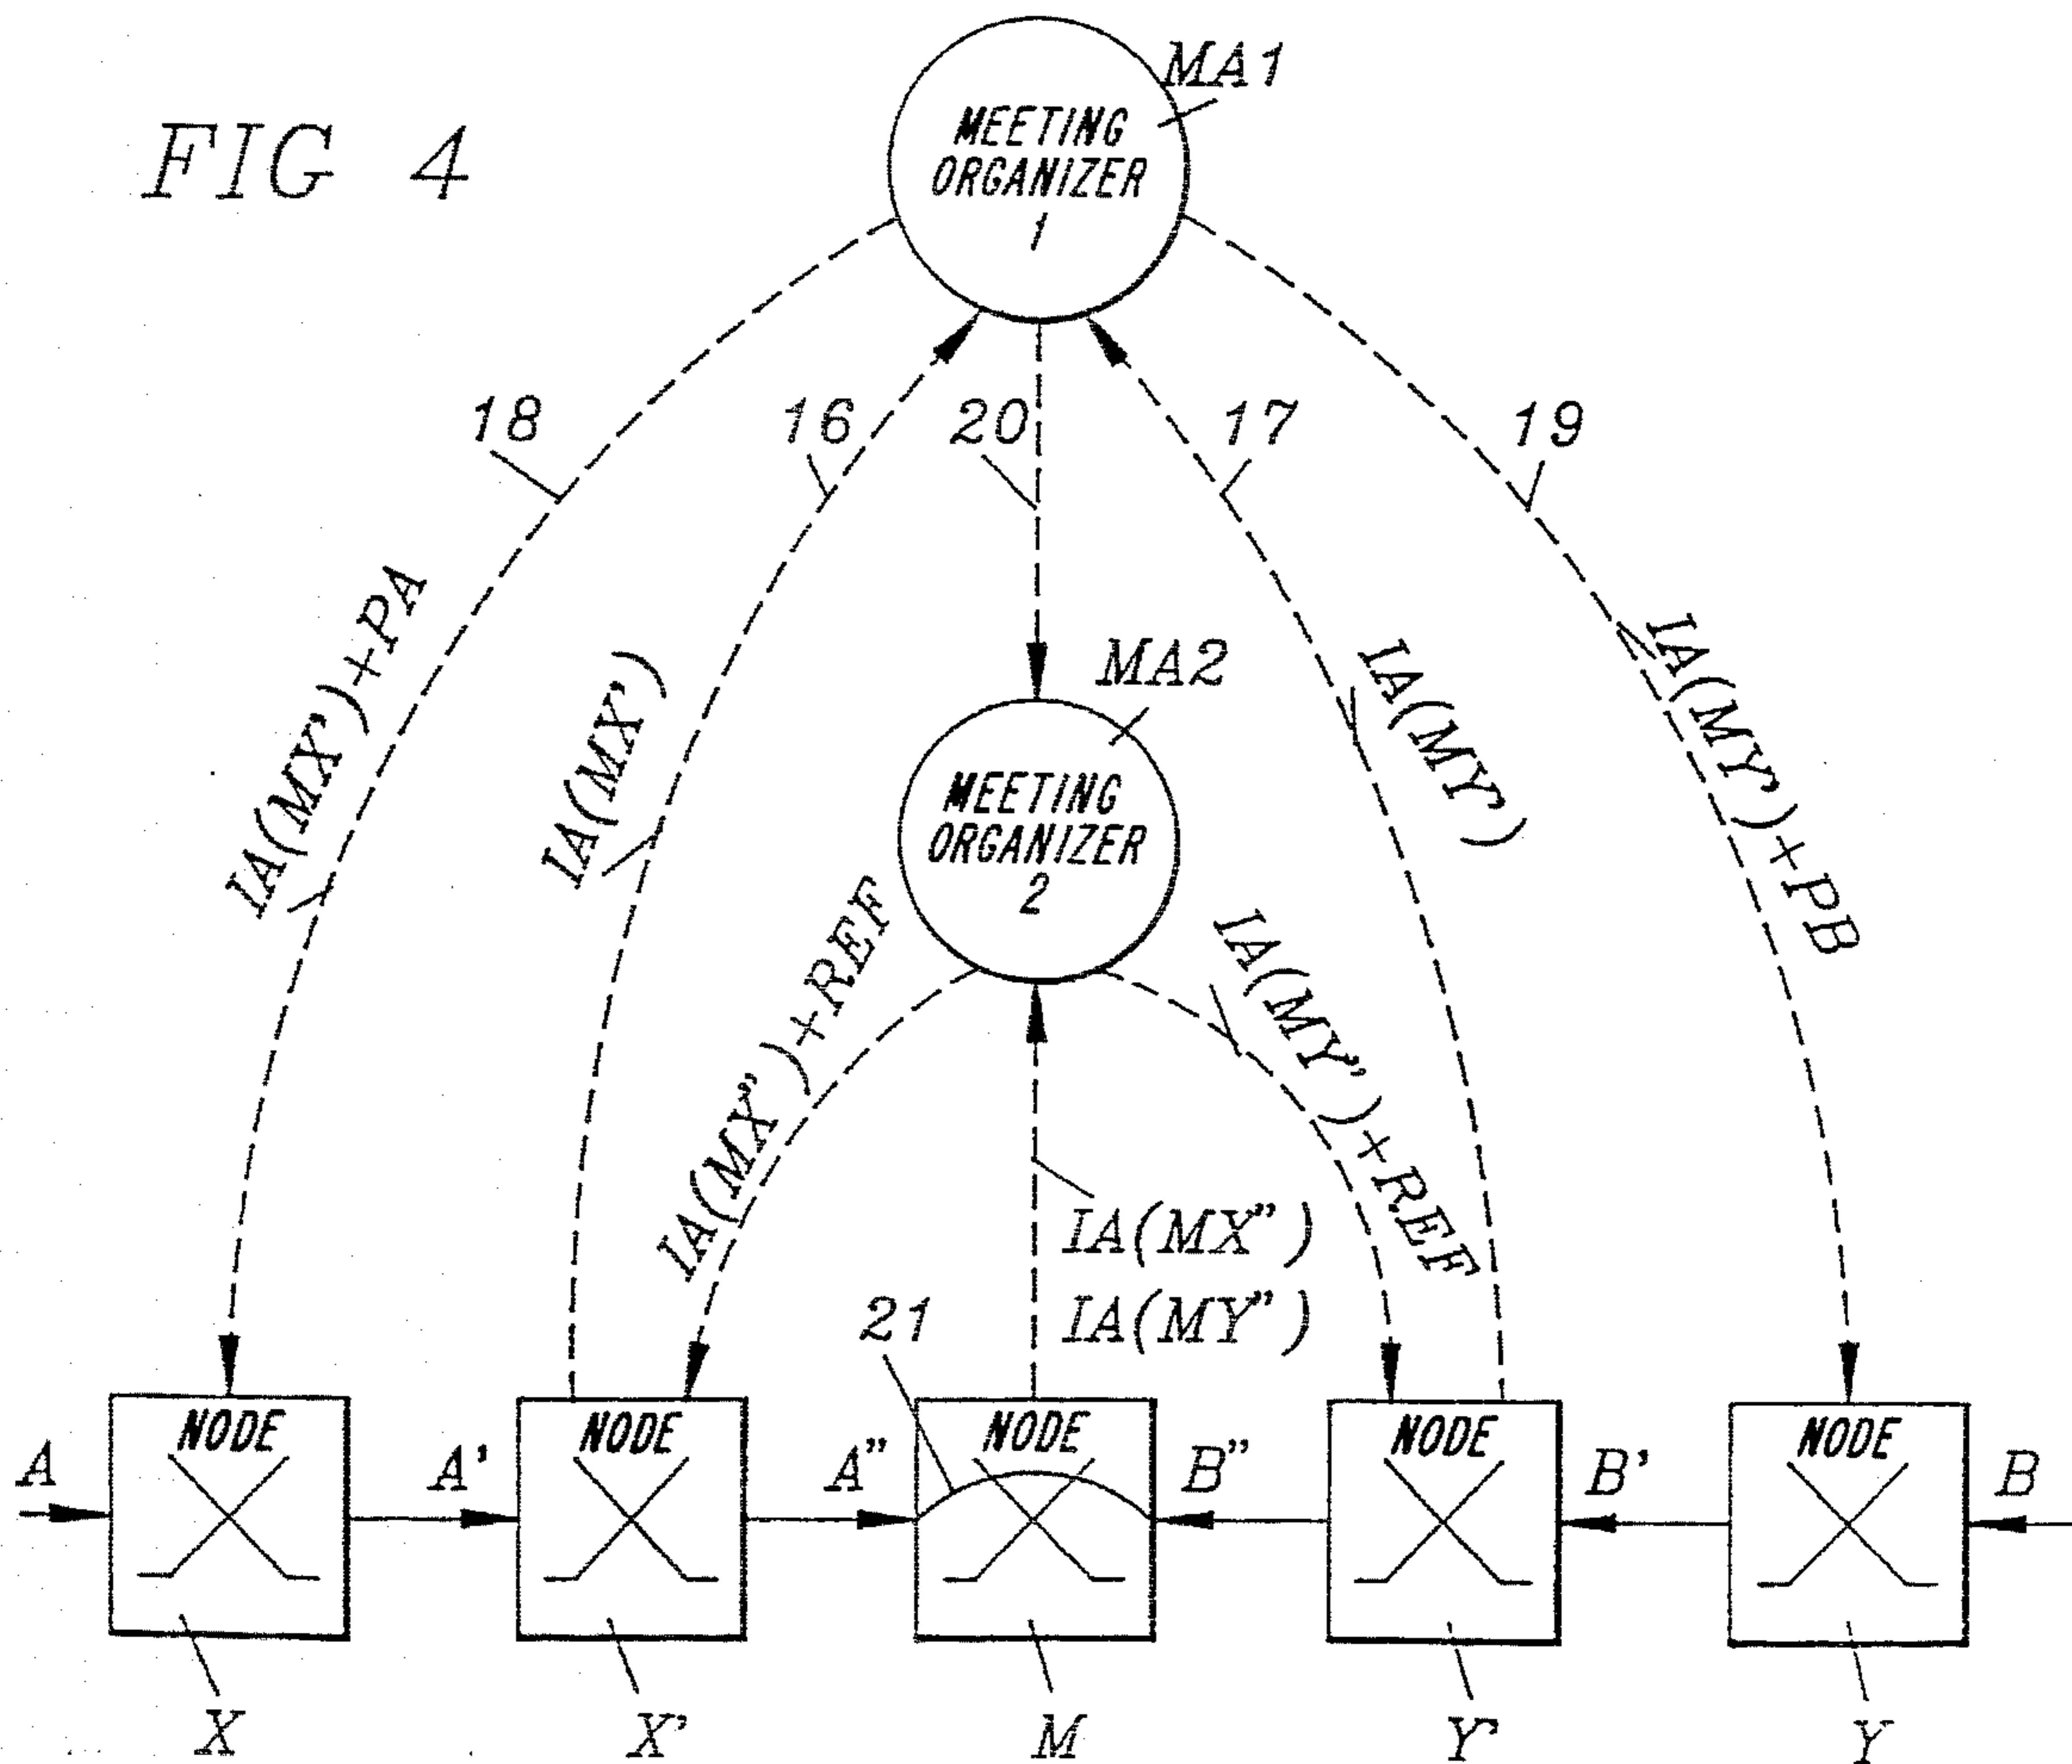 FIG 4
MA1
MEETING
ORGANIZER
1
18
16
20
17
19
IA(MX')+PA
IA(MX')
MA2
IA(MY')
IA(MY')+PB
MEETING
ORGANIZER
2
IA(MX")+REF
IA(MY")+REF
IA(MX")
IA(MY")
21
A
NODE
A'
NODE
A"
NODE
B"
NODE
B'
NODE
B
X
X'
M
Y'
Y